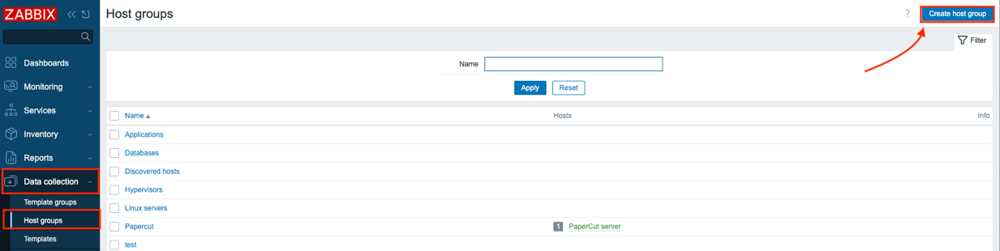 ZABBIX
Host groups
? Create host group
Filter
Name
Apply Reset
Dashboards
Monitoring
Services
Inventory
Reports
Data collection
Template groups
Host groups
Templates
Name Hosts Info
Applications
Databases
Discovered hosts
Hypervisors
Linux servers
Papercut 1 PaperCut server
test